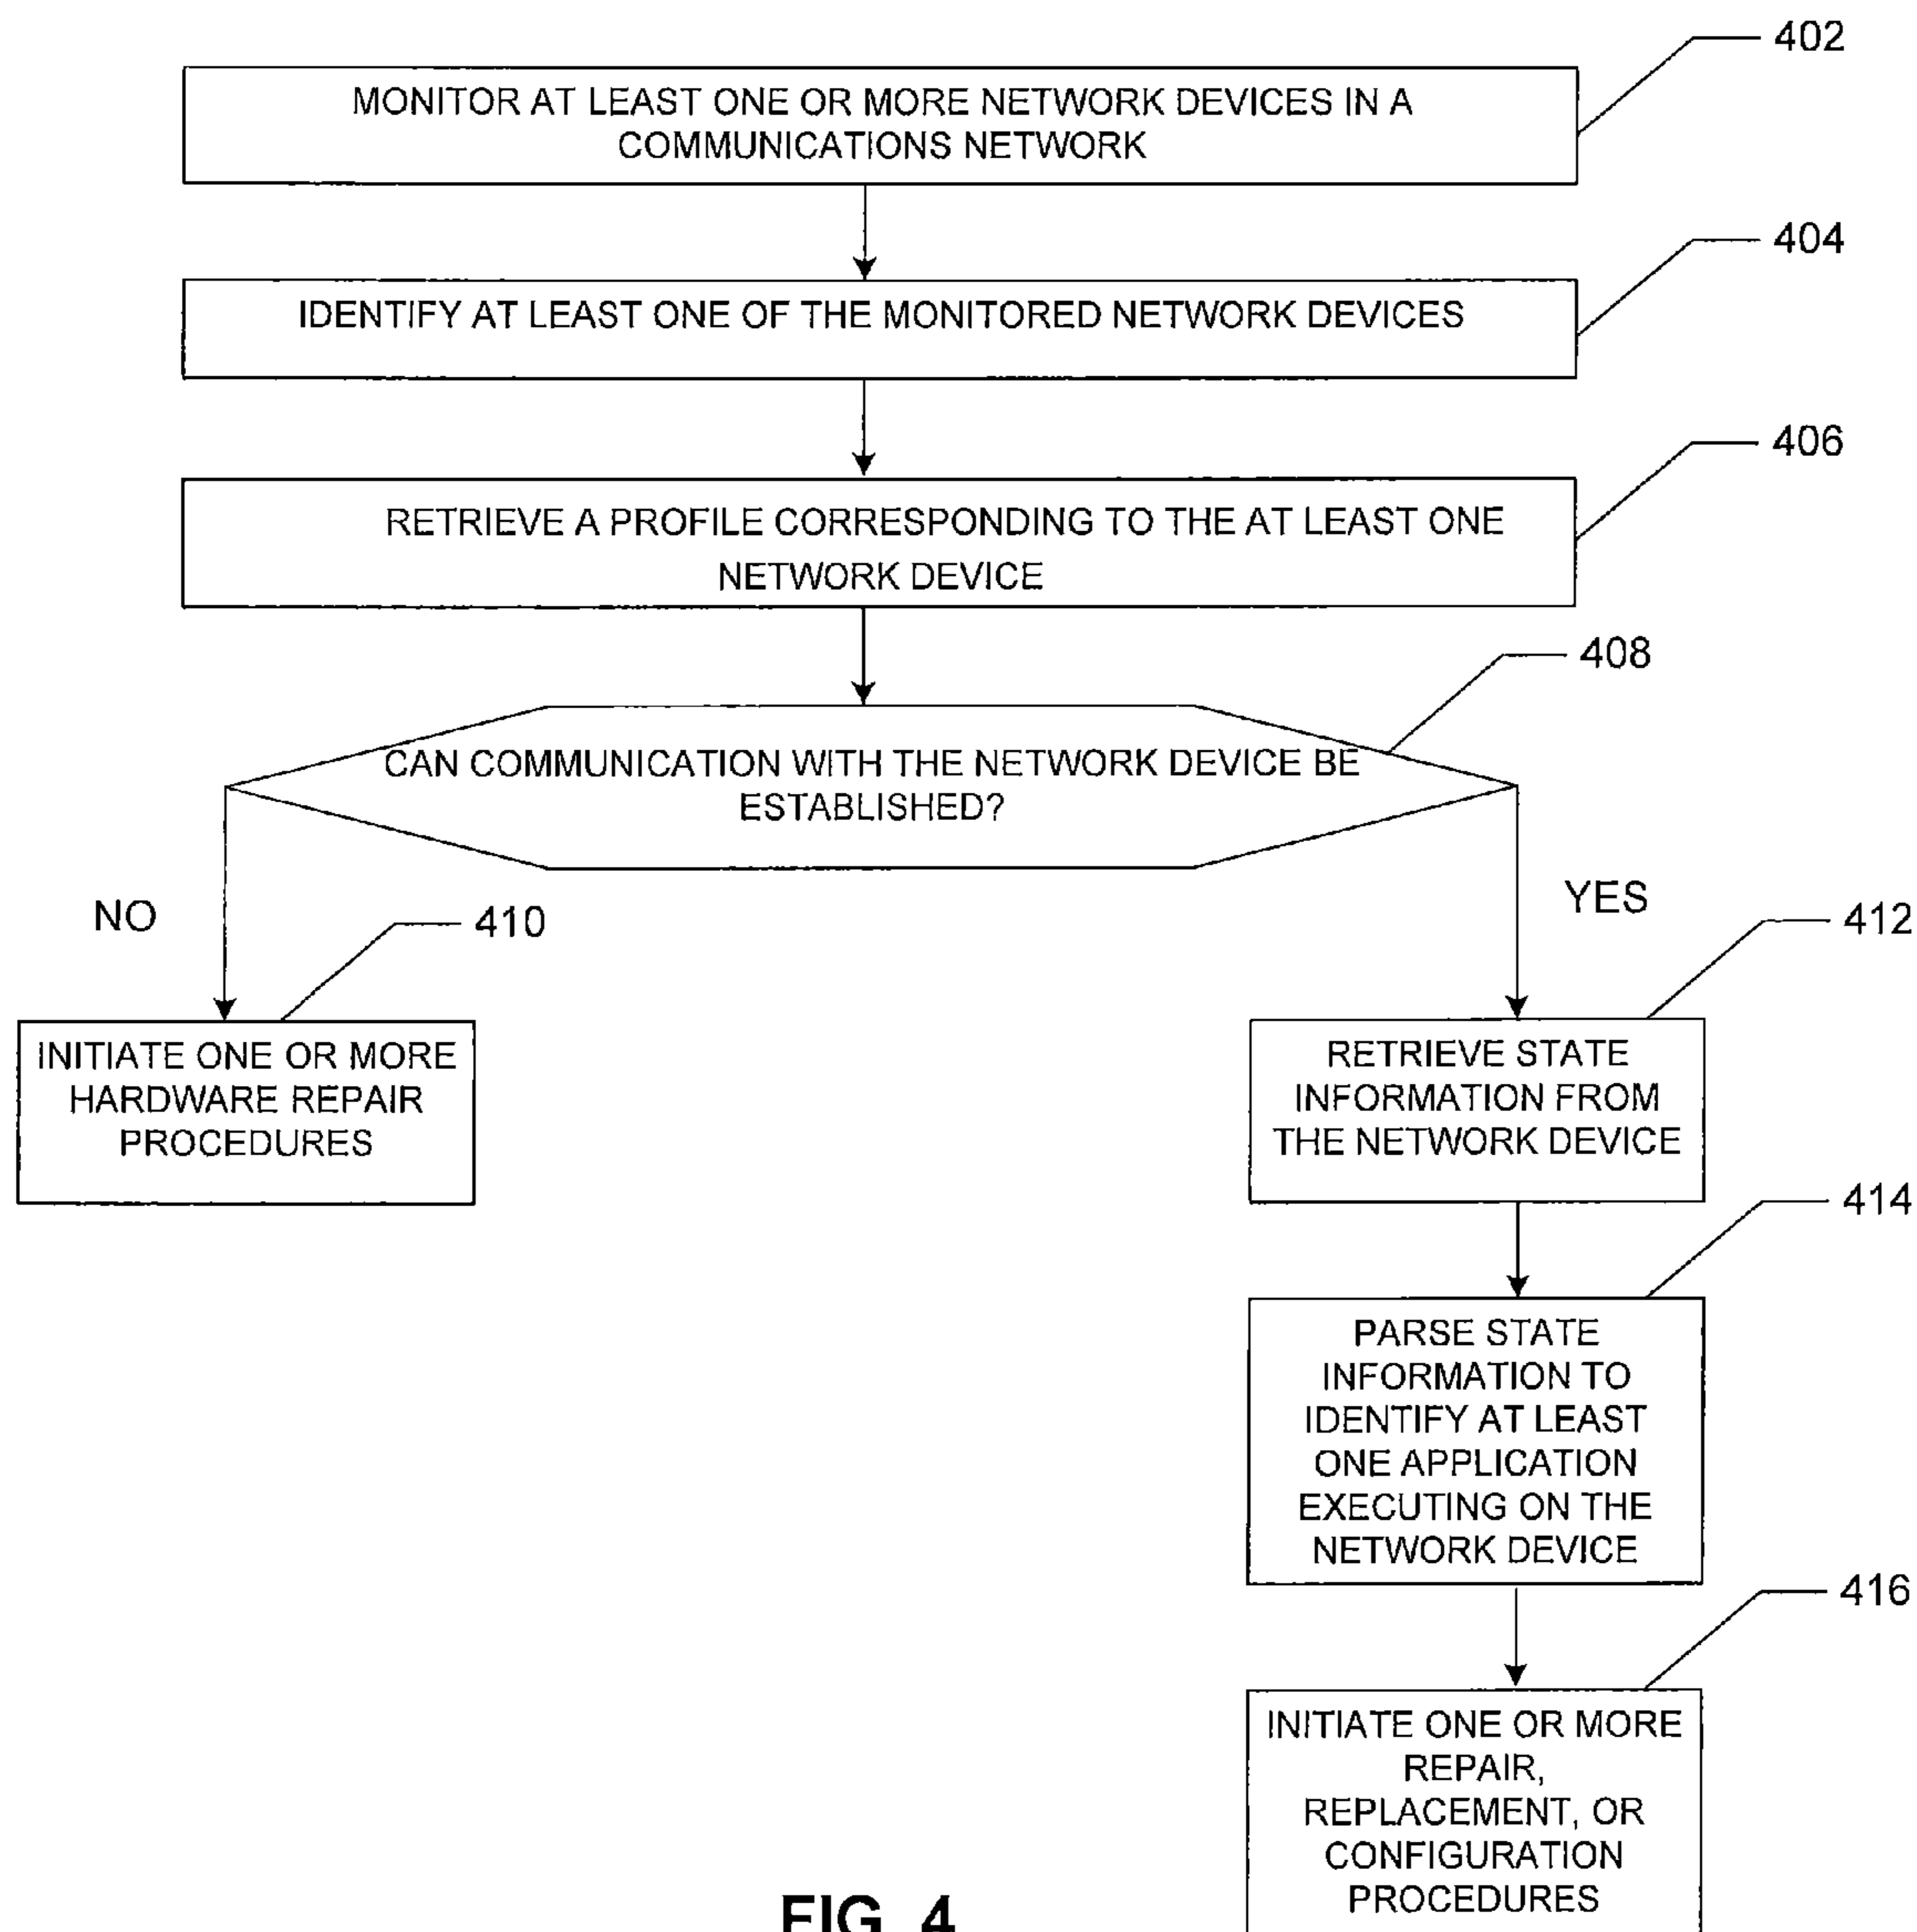 402
MONITOR AT LEAST ONE OR MORE NETWORK DEVICES IN A
COMMUNICATIONS NETWORK
404
IDENTIFY AT LEAST ONE OF THE MONITORED NETWORK DEVICES
406
RETRIEVE A PROFILE CORRESPONDING TO THE AT LEAST ONE
NETWORK DEVICE
408
CAN COMMUNICATION WITH THE NETWORK DEVICE BE
ESTABLISHED?
NO
410
INITIATE ONE OR MORE
HARDWARE REPAIR
PROCEDURES
YES
412
RETRIEVE STATE
INFORMATION FROM
THE NETWORK DEVICE
414
PARSE STATE
INFORMATION TO
IDENTIFY AT LEAST
ONE APPLICATION
EXECUTING ON THE
NETWORK DEVICE
416
INITIATE ONE OR MORE
REPAIR,
REPLACEMENT, OR
CONFIGURATION
PROCEDURES
FIG. 4